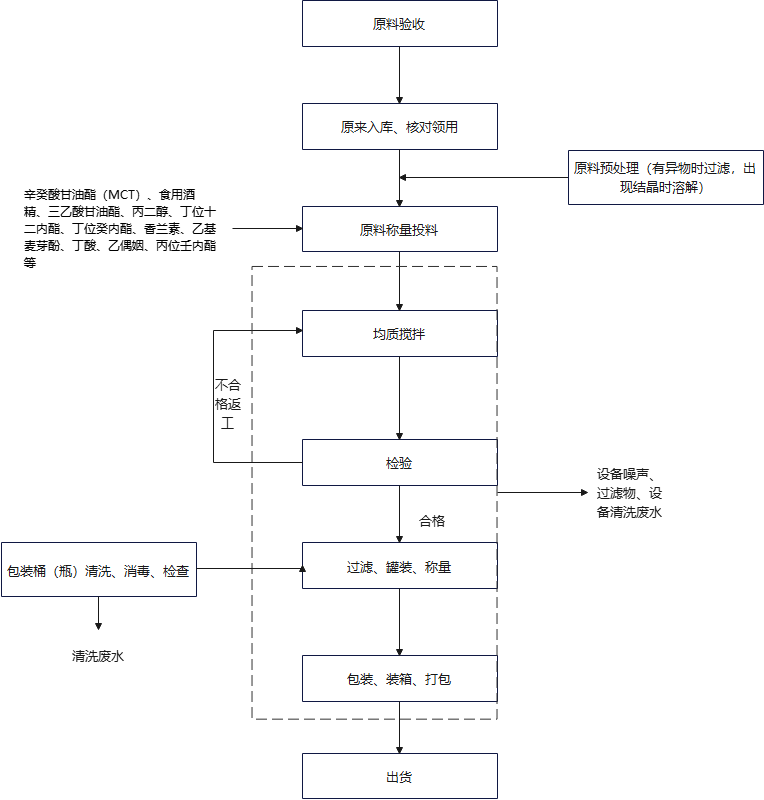 原料验收
原来入库、核对领用
原料预处理（有异物时过滤，出
现结晶时溶解）
辛癸酸甘油酯（MCT）、食用酒
精、三乙酸甘油酯、丙二醇、丁位十
二内酯、丁位癸内酯、香兰素、乙基
麦芽酚、丁酸、乙偶姻、丙位壬内酯
等
原料称量投料
均质搅拌
不合
格返
工
检验
设备噪声、
过滤物、设
备清洗废水
合格
包装桶（瓶）清洗、消毒、检查
过滤、罐装、称量
清洗废水
包装、装箱、打包
出货